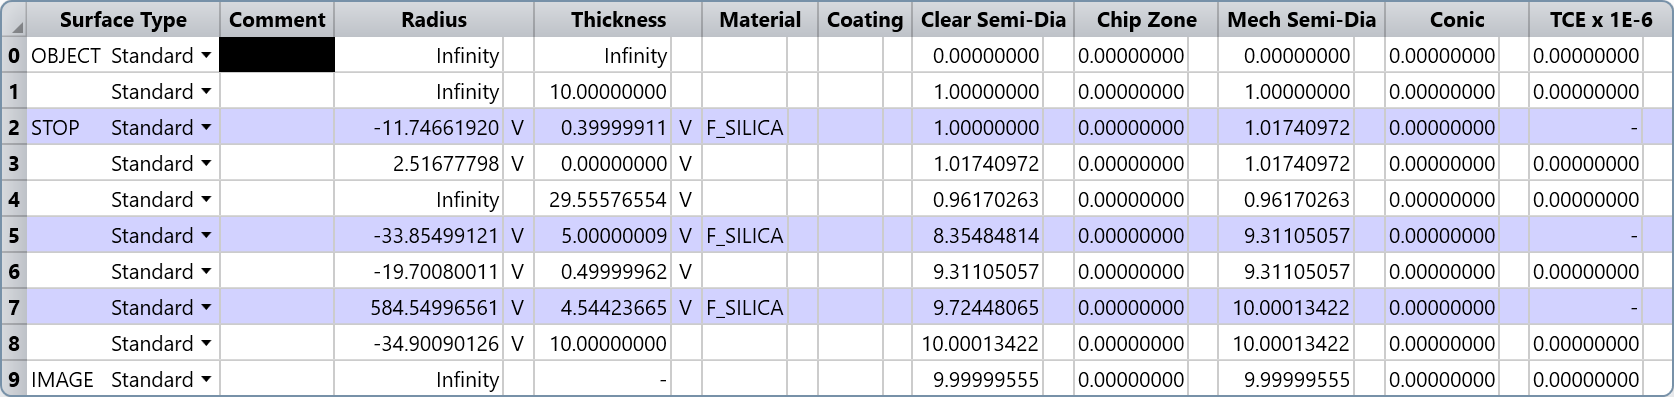 Surface Type Comment Radius Thickness Material Coating Clear Semi-Dia Chip Zone Mech Semi-Dia Conic TCE x 1E-6
0 OBJECT Standard Infinity Infinity 0.00000000 0.00000000 0.00000000 0.00000000 0.00000000
1 Standard Infinity 10.00000000 1.00000000 0.00000000 1.00000000 0.00000000 0.00000000
2 STOP Standard -11.74661920 V 0.39999911 V F_SILICA 1.00000000 0.00000000 1.01740972 0.00000000 -
3 Standard 2.51677798 V 0.00000000 V 1.01740972 0.00000000 1.01740972 0.00000000 0.00000000
4 Standard Infinity 29.55576554 V 0.96170263 0.00000000 0.96170263 0.00000000 0.00000000
5 Standard -33.85499121 V 5.00000009 V F_SILICA 8.35484814 0.00000000 9.31105057 0.00000000 -
6 Standard -19.70080011 V 0.49999962 V 9.31105057 0.00000000 9.31105057 0.00000000 0.00000000
7 Standard 584.54996561 V 4.54423665 V F_SILICA 9.72448065 0.00000000 10.00013422 0.00000000 -
8 Standard -34.90090126 V 10.00000000 10.00013422 0.00000000 10.00013422 0.00000000 0.00000000
9 IMAGE Standard Infinity - 9.99999555 0.00000000 9.99999555 0.00000000 0.00000000